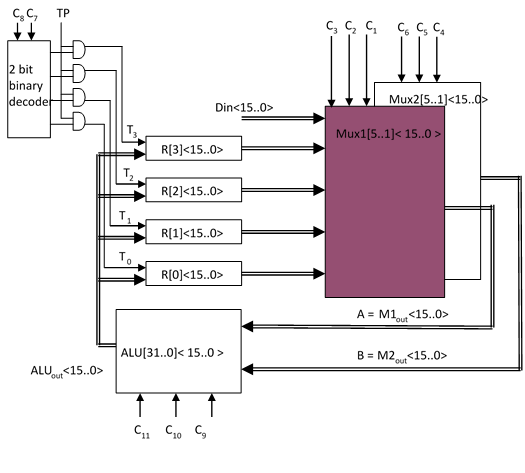 C8 C7 TP
C3 C2 C1
C6 C5 C4
2 bit
binary
decoder
Mux2[5..1]<15..0>
Din<15..0>
Mux1[5..1]< 15..0 >
T3
R[3]<15..0>
T2
R[2]<15..0>
T1
R[1]<15..0>
T0
R[0]<15..0>
A = M1out<15..0>
ALU[31..0]< 15..0 >
B = M2out<15..0>
ALUout<15..0>
C11 C10 C9